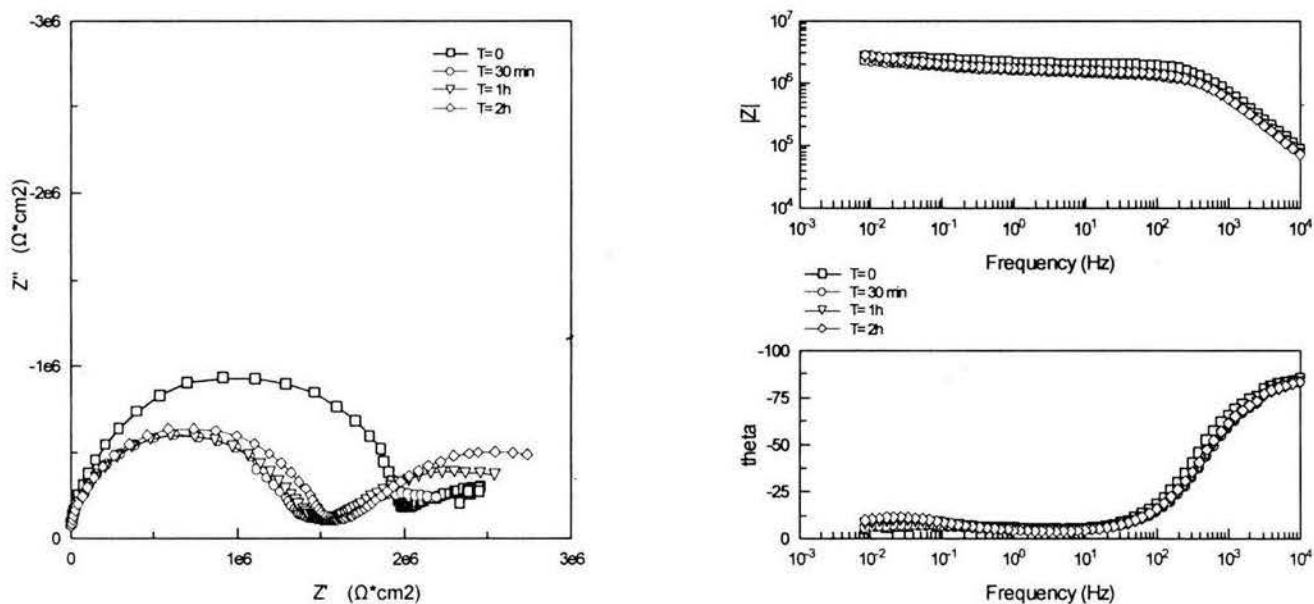 -3e6
-2e6
-1e6
0
Z'' (Ω*cm2)
T= 0
T= 30 min
T= 1h
T= 2h
0
1e6
2e6
3e6
Z' (Ω*cm2)
10⁷
10⁶
10⁵
10⁴
|Z|
10⁻³
10⁻²
10⁻¹
10⁰
10¹
10²
10³
10⁴
Frequency (Hz)
T= 0
T= 30 min
T= 1h
T= 2h
-100
-75
-50
-25
0
theta
10⁻³
10⁻²
10⁻¹
10⁰
10¹
10²
10³
10⁴
Frequency (Hz)